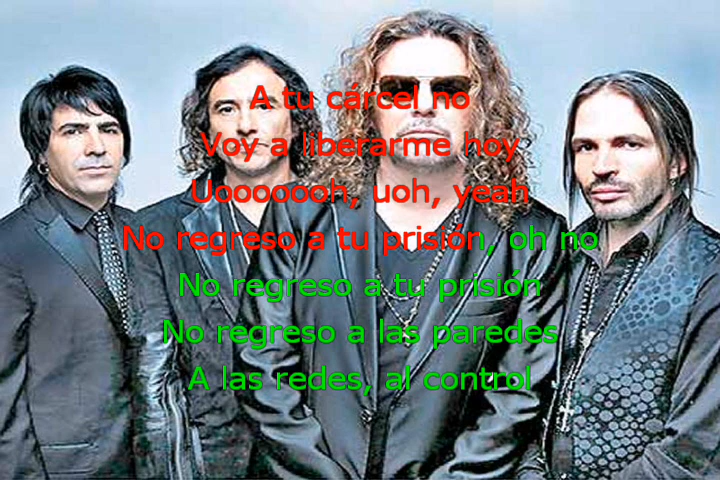 A tu cárcel no
Voy a liberarme hoy
Uooooooh, uoh, yeah
No regreso a tu prisión, oh no
No regreso a tu prisión
No regreso a las paredes
A las redes, al control